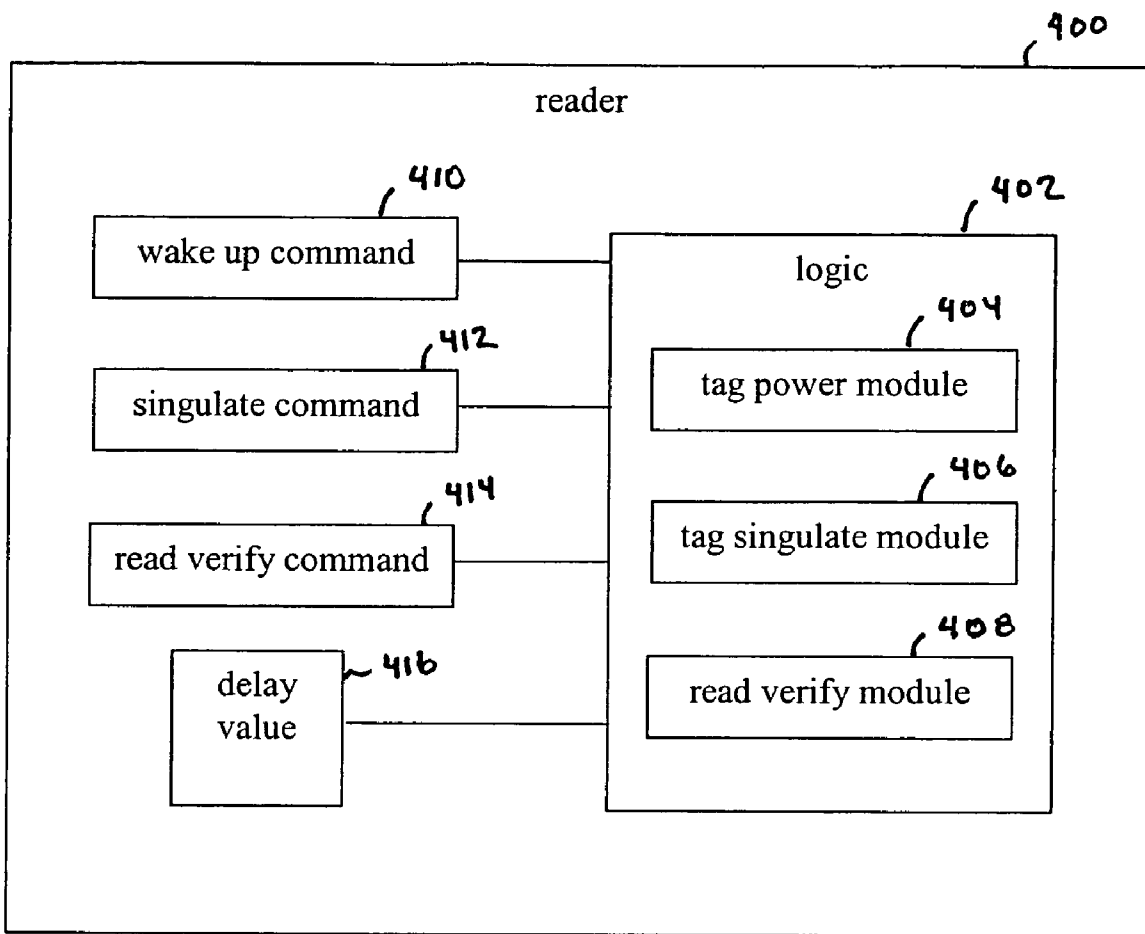 400
reader
410
wake up command
402
logic
412
singulate command
404
tag power module
414
read verify command
406
tag singulate module
416
delay
value
408
read verify module